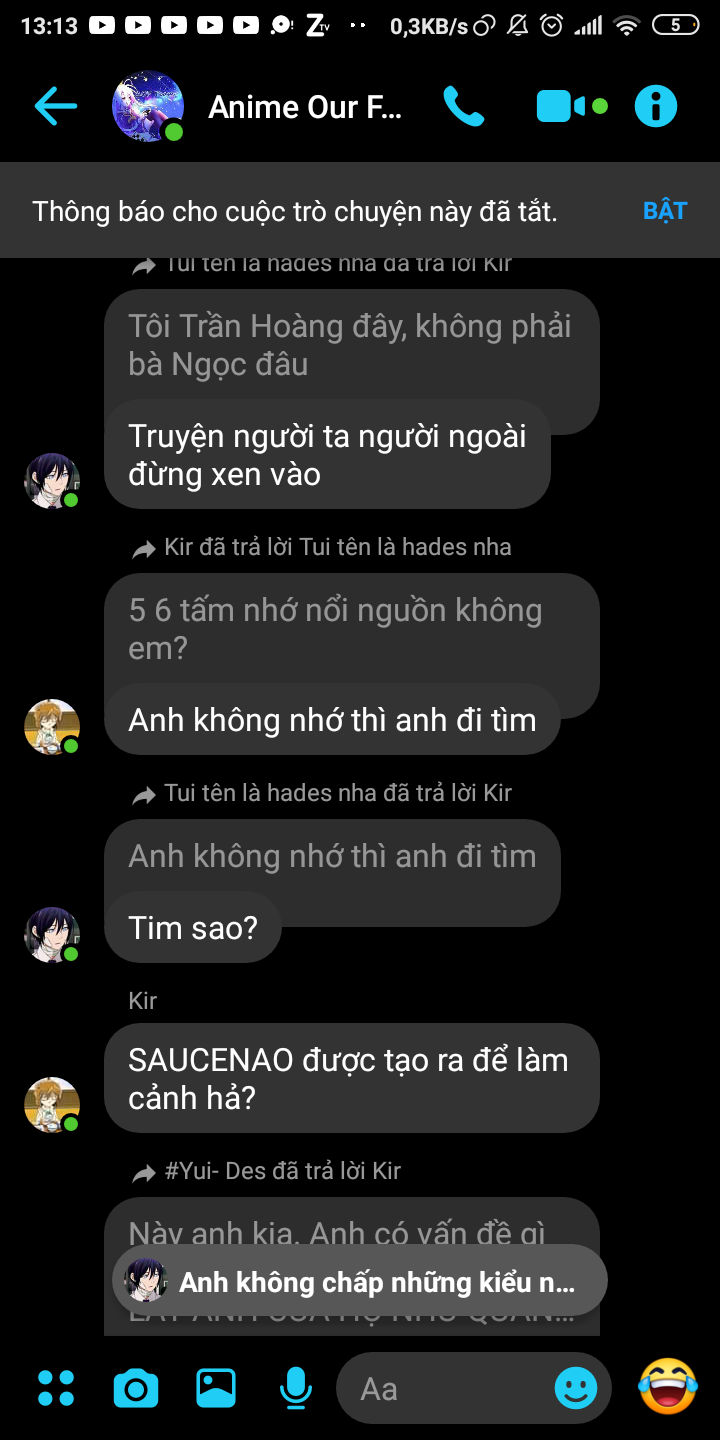 13:13
0,3KB/s
5
Anime Our F...
Thông báo cho cuộc trò chuyện này đã tắt.
BẬT
Tui tên là hades nha đã trả lời Kir
Tôi Trần Hoàng đây, không phải
bà Ngọc đâu
Truyện người ta người ngoài
đừng xen vào
Kir đã trả lời Tui tên là hades nha
5 6 tấm nhớ nổi nguồn không
em?
Anh không nhớ thì anh đi tìm
Tui tên là hades nha đã trả lời Kir
Anh không nhớ thì anh đi tìm
Tim sao?
Kir
SAUCENAO được tạo ra để làm
cảnh hả?
#Yui- Des đã trả lời Kir
Này anh kia. Anh có vấn đề gì
Anh không chấp những kiểu n...
Aa